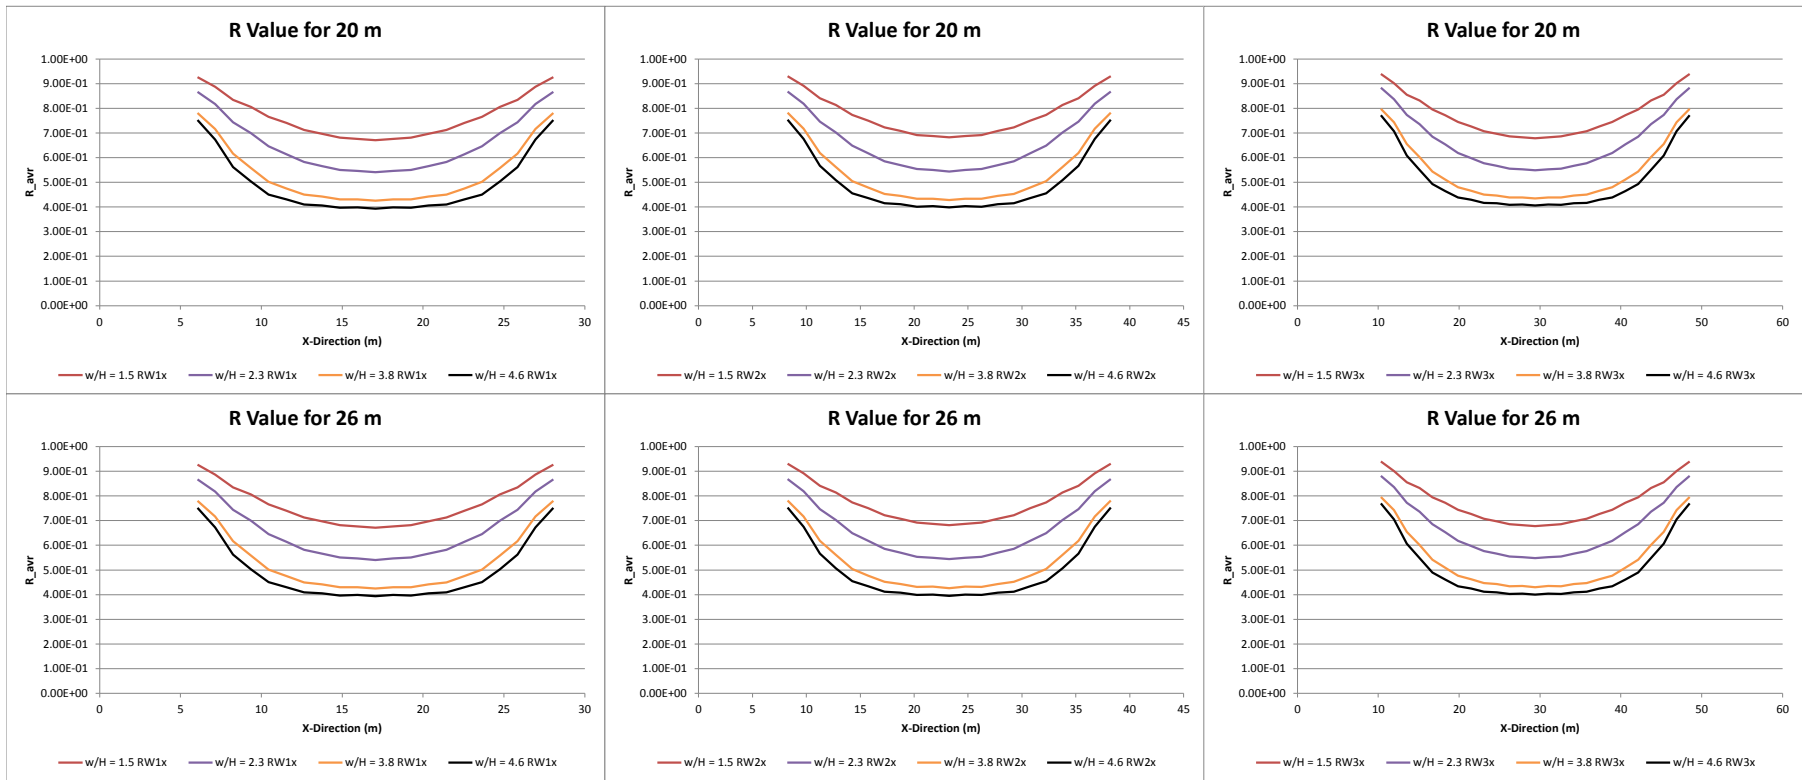 R Value for 20 m
1.00E+00
9.00E-01
8.00E-01
7.00E-01
6.00E-01
5.00E-01
4.00E-01
3.00E-01
2.00E-01
1.00E-01
0.00E+00
R_avr
0 5 10 15 20 25 30
X-Direction (m)
w/H = 1.5 RW1x w/H = 2.3 RW1x w/H = 3.8 RW1x w/H = 4.6 RW1x
R Value for 20 m
1.00E+00
9.00E-01
8.00E-01
7.00E-01
6.00E-01
5.00E-01
4.00E-01
3.00E-01
2.00E-01
1.00E-01
0.00E+00
R_avr
0 5 10 15 20 25 30 35 40 45
X-Direction (m)
w/H = 1.5 RW2x w/H = 2.3 RW2x w/H = 3.8 RW2x w/H = 4.6 RW2x
R Value for 20 m
1.00E+00
9.00E-01
8.00E-01
7.00E-01
6.00E-01
5.00E-01
4.00E-01
3.00E-01
2.00E-01
1.00E-01
0.00E+00
R_avr
0 10 20 30 40 50 60
X-Direction (m)
w/H = 1.5 RW3x w/H = 2.3 RW3x w/H = 3.8 RW3x w/H = 4.6 RW3x
R Value for 26 m
1.00E+00
9.00E-01
8.00E-01
7.00E-01
6.00E-01
5.00E-01
4.00E-01
3.00E-01
2.00E-01
1.00E-01
0.00E+00
R_avr
0 5 10 15 20 25 30
X-Direction (m)
w/H = 1.5 RW1x w/H = 2.3 RW1x w/H = 3.8 RW1x w/H = 4.6 RW1x
R Value for 26 m
1.00E+00
9.00E-01
8.00E-01
7.00E-01
6.00E-01
5.00E-01
4.00E-01
3.00E-01
2.00E-01
1.00E-01
0.00E+00
R_avr
0 5 10 15 20 25 30 35 40 45
X-Direction (m)
w/H = 1.5 RW2x w/H = 2.3 RW2x w/H = 3.8 RW2x w/H = 4.6 RW2x
R Value for 26 m
1.00E+00
9.00E-01
8.00E-01
7.00E-01
6.00E-01
5.00E-01
4.00E-01
3.00E-01
2.00E-01
1.00E-01
0.00E+00
R_avr
0 10 20 30 40 50 60
X-Direction (m)
w/H = 1.5 RW3x w/H = 2.3 RW3x w/H = 3.8 RW3x w/H = 4.6 RW3x